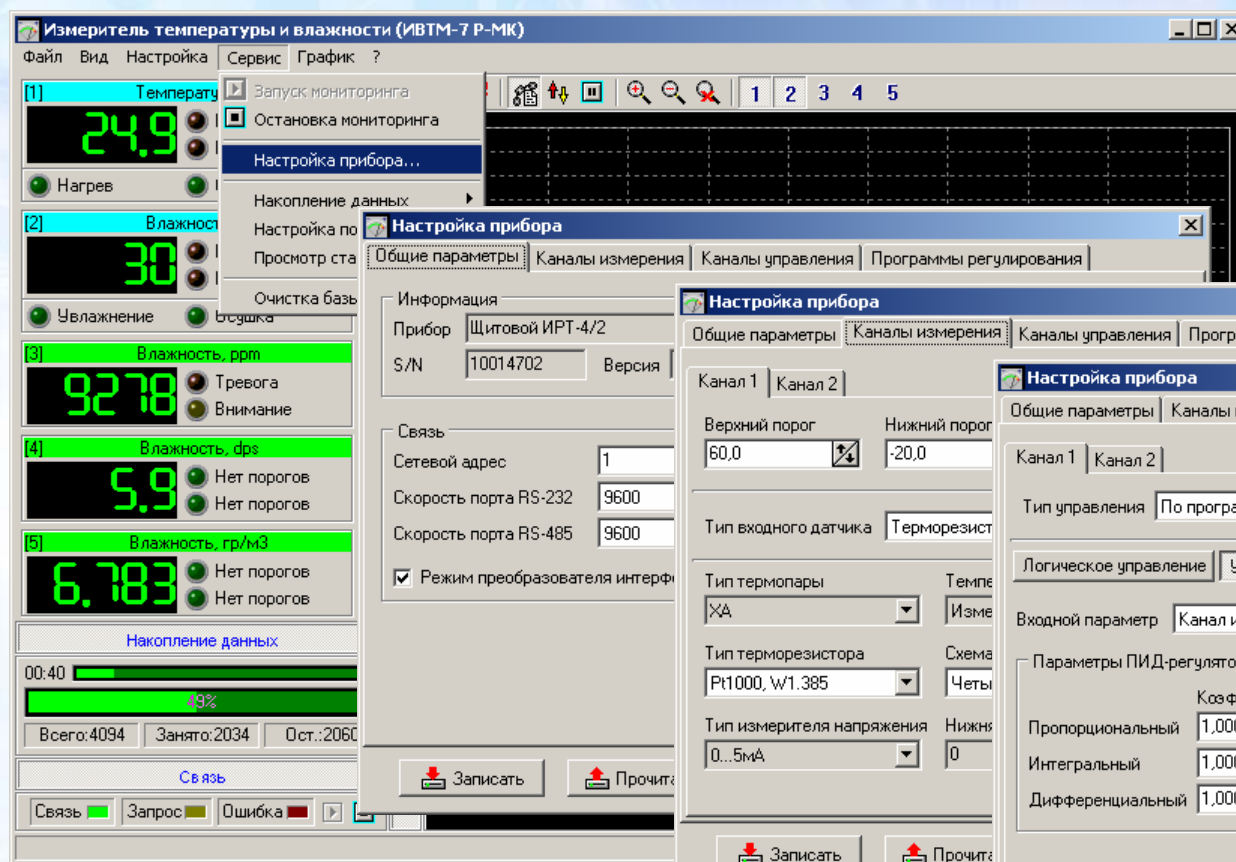 Измеритель температуры и влажности (ИВТМ-7 Р-МК)
Файл Вид Настройка Сервис График ?
Запуск мониторинга
Остановка мониторинга
Настройка прибора...
Накопление данных
Настройка по
Просмотр ста
Очистка базы
1 2 3 4 5
[1] Температу
24.9
Нагрев
[2] Влажност
30
Увлажнение Осушка
[3] Влажность, ppm
9278
Тревога
Внимание
[4] Влажность, dps
5.9
Нет порогов
Нет порогов
[5] Влажность, гр/м3
6.783
Нет порогов
Нет порогов
Накопление данных
00:40
49%
Всего:4094 Занято:2034 Ост.:2060
Связь
Связь Запрос Ошибка
Настройка прибора
Общие параметры Каналы измерения Каналы управления Программы регулирования
Информация
Прибор Щитовой ИРТ-4/2
S/N 10014702 Версия
Связь
Сетевой адрес 1
Скорость порта RS-232 9600
Скорость порта RS-485 9600
Режим преобразователя интерф
Записать Прочита
Настройка прибора
Общие параметры Каналы измерения Каналы управления Прогр
Канал 1 Канал 2
Верхний порог Нижний порог
60,0 -20,0
Тип входного датчика Терморезист
Тип термопары Темпе
ХА Изме
Тип терморезистора Схема
Pt1000, W1.385 Четы
Тип измерителя напряжения Нижня
0...5мА 0
Записать Прочита
Настройка прибора
Общие параметры Каналы
Канал 1 Канал 2
Тип управления По програ
Логическое управление
Входной параметр Канал и
Параметры ПИД-регулято
Коэф
Пропорциональный 1,000
Интегральный 1,000
Дифференциальный 1,000